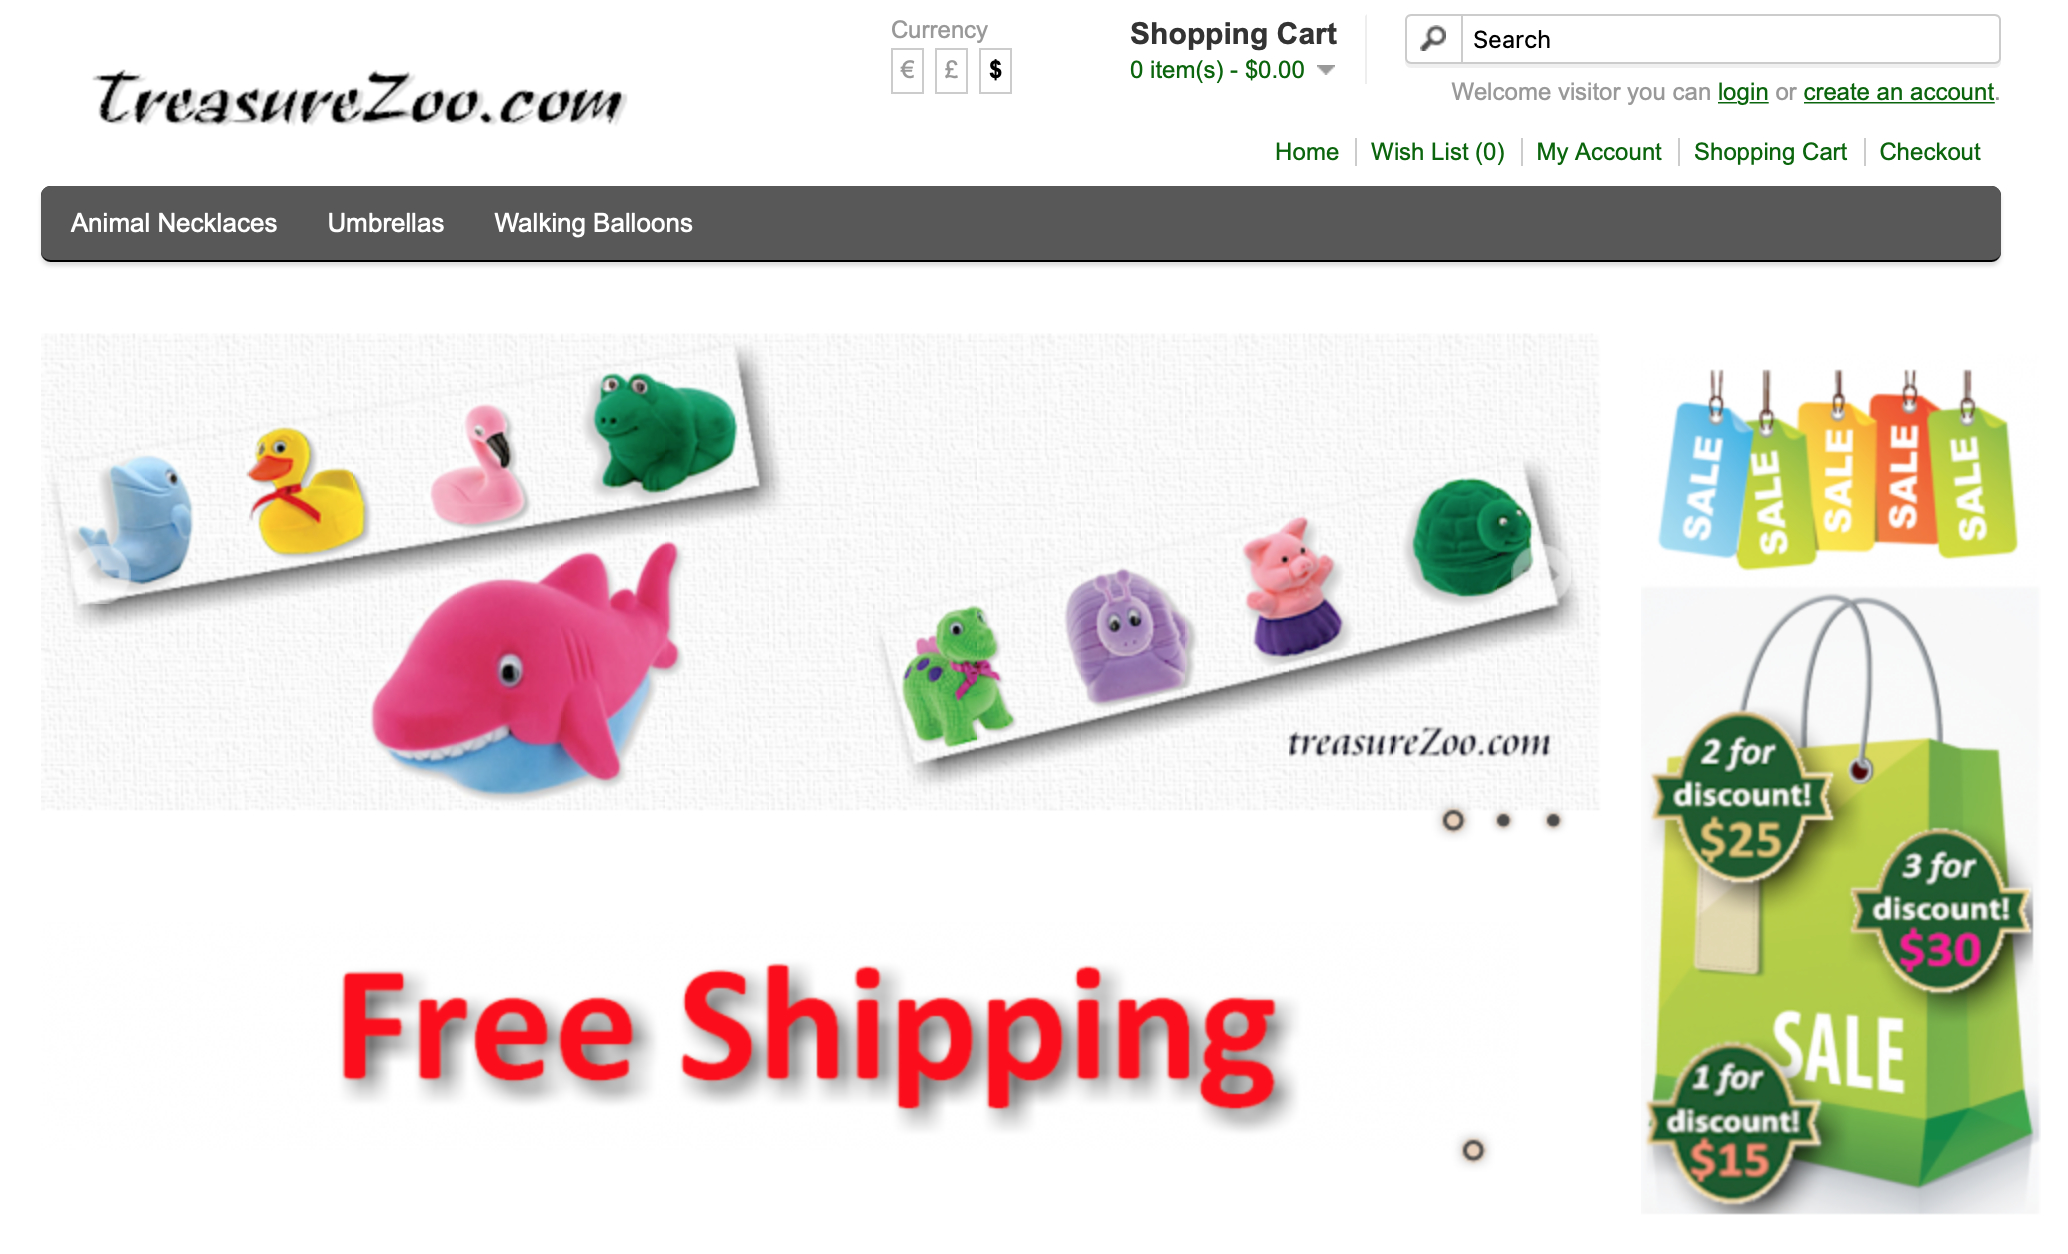 TreasureZoo.com
Currency
€ £ $
Shopping Cart
0 item(s) - $0.00
Search
Welcome visitor you can login or create an account.
Home
Wish List (0)
My Account
Shopping Cart
Checkout
Animal Necklaces
Umbrellas
Walking Balloons
treasureZoo.com
Free Shipping
SALE
SALE
SALE
SALE
SALE
2 for
discount!
$25
3 for
discount!
$30
SALE
1 for
discount!
$15